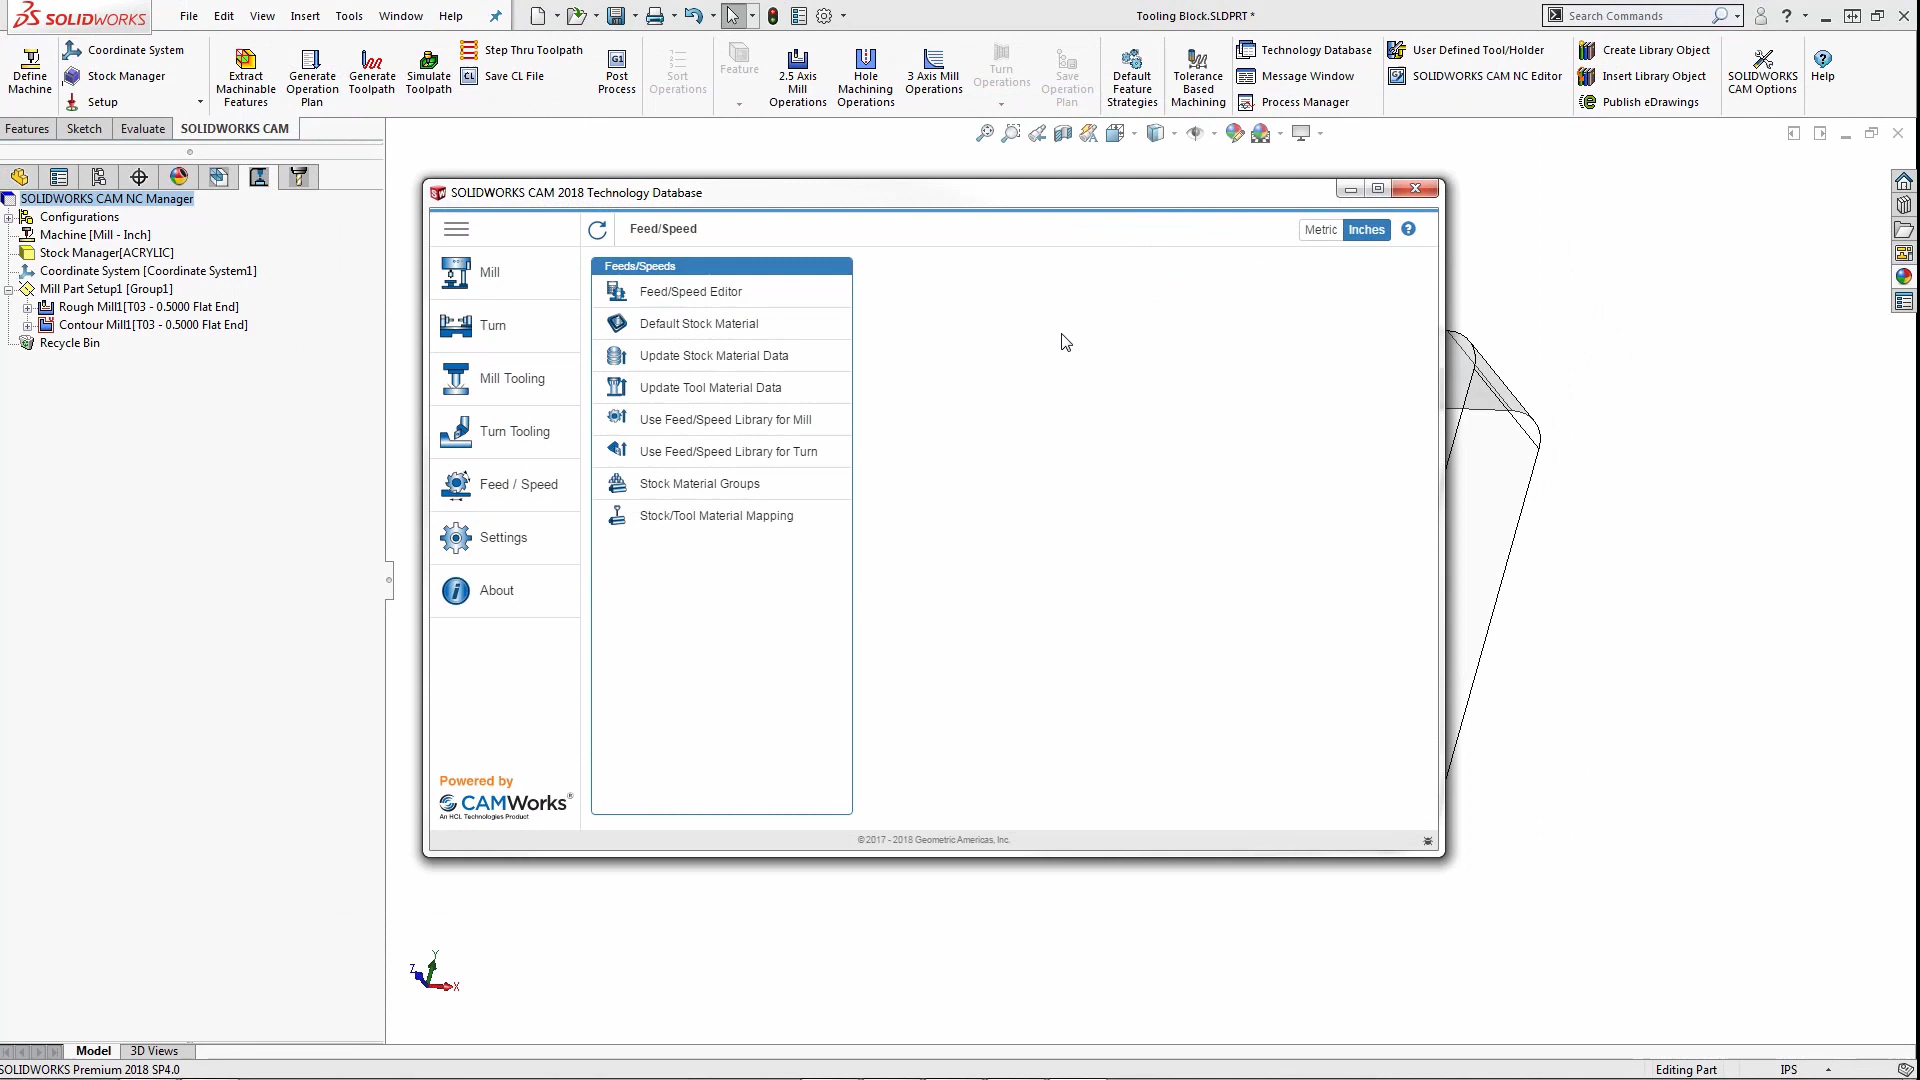 SOLIDWORKS File Edit View Insert Tools Window Help Tooling Block.SLDPRT * Search Commands
Define Machine
Coordinate System
Stock Manager
Setup
Extract Machinable Features
Generate Operation Plan
Generate Toolpath
Simulate Toolpath
Step Thru Toolpath
CL Save CL File
G1 Post Process
Sort Operations
Feature
2.5 Axis Mill Operations
Hole Machining Operations
3 Axis Mill Operations
Turn Operations
Save Operation Plan
Default Feature Strategies
Tolerance Based Machining
Technology Database
Message Window
Process Manager
User Defined Tool/Holder
SOLIDWORKS CAM NC Editor
Create Library Object
Insert Library Object
Publish eDrawings
SOLIDWORKS CAM Options
Help
Features Sketch Evaluate SOLIDWORKS CAM
SOLIDWORKS CAM NC Manager
Configurations
Machine [Mill - Inch]
Stock Manager[ACRYLIC]
Coordinate System [Coordinate System1]
Mill Part Setup1 [Group1]
Rough Mill1[T03 - 0.5000 Flat End]
Contour Mill1[T03 - 0.5000 Flat End]
Recycle Bin
SOLIDWORKS CAM 2018 Technology Database
Feed/Speed Metric Inches
Mill
Turn
Mill Tooling
Turn Tooling
Feed / Speed
Settings
About
Feeds/Speeds
Feed/Speed Editor
Default Stock Material
Update Stock Material Data
Update Tool Material Data
Use Feed/Speed Library for Mill
Use Feed/Speed Library for Turn
Stock Material Groups
Stock/Tool Material Mapping
Powered by
CAMWorks®
An HCL Technologies Product
©2017 - 2018 Geometric Americas, Inc.
Y
Z
X
Model 3D Views
SOLIDWORKS Premium 2018 SP4.0 Editing Part IPS